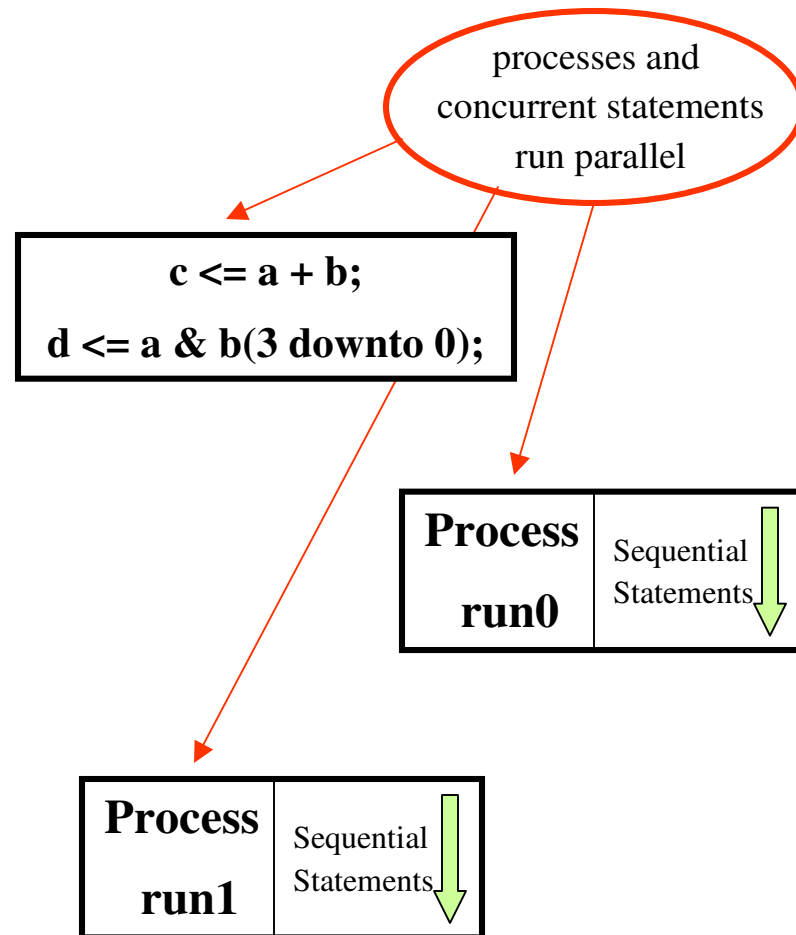 processes and
concurrent statements
run parallel
c <= a + b;
d <= a & b(3 downto 0);
Process
run0
Sequential
Statements
Process
run1
Sequential
Statements